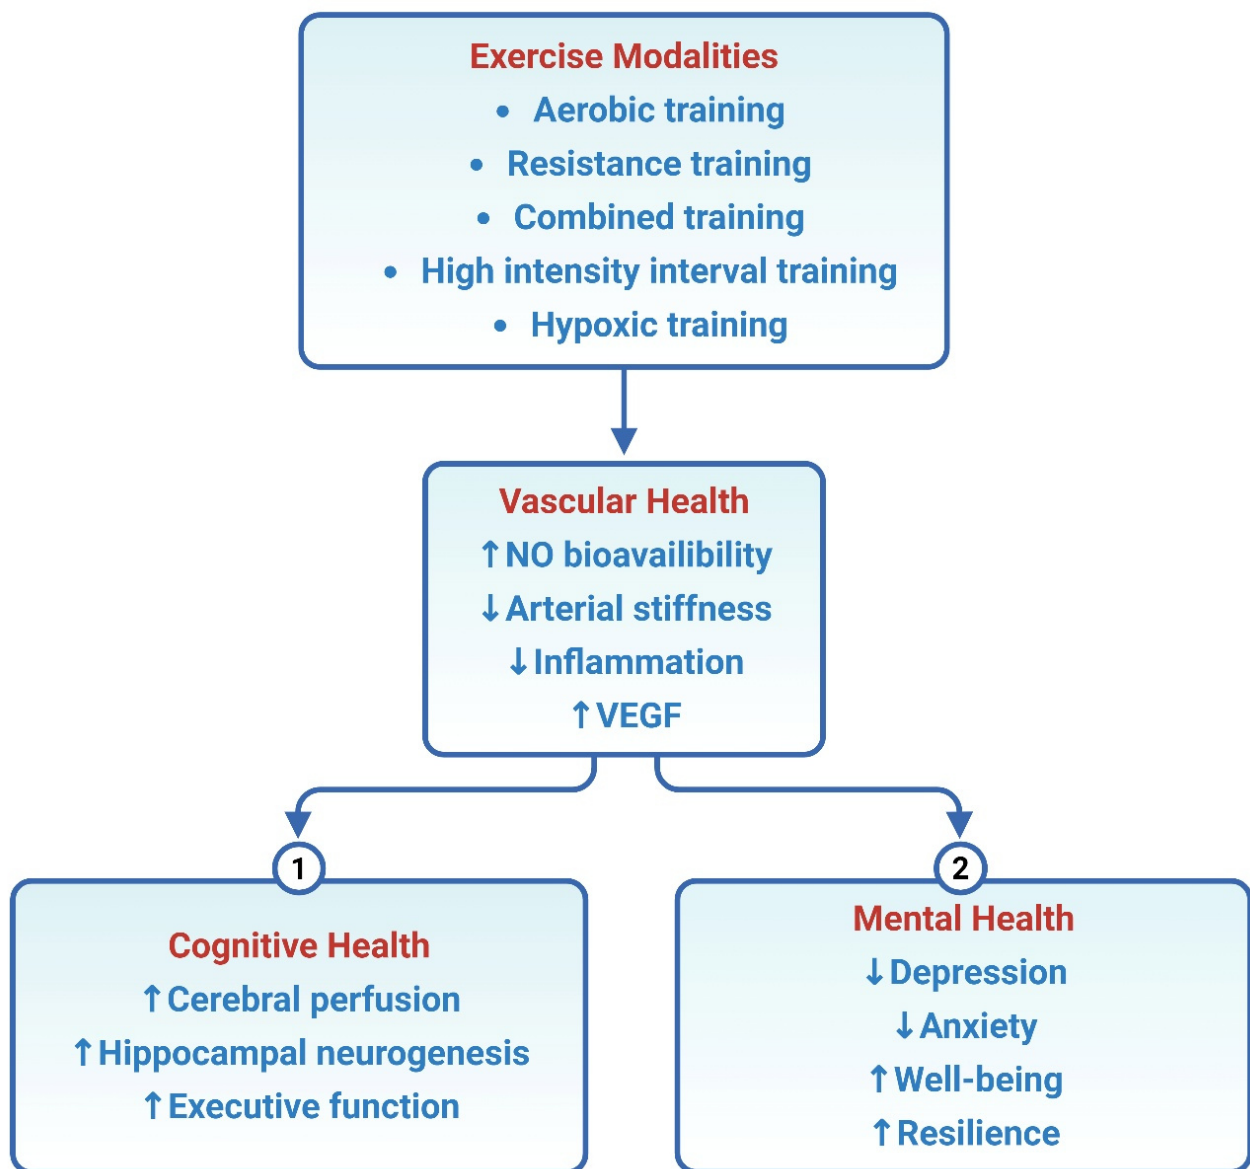 Exercise Modalities
• Aerobic training
• Resistance training
• Combined training
• High intensity interval training
• Hypoxic training
Vascular Health
↑NO bioavailibility
↓Arterial stiffness
↓Inflammation
↑VEGF
1
Cognitive Health
↑Cerebral perfusion
↑Hippocampal neurogenesis
↑Executive function
2
Mental Health
↓Depression
↓Anxiety
↑Well-being
↑Resilience